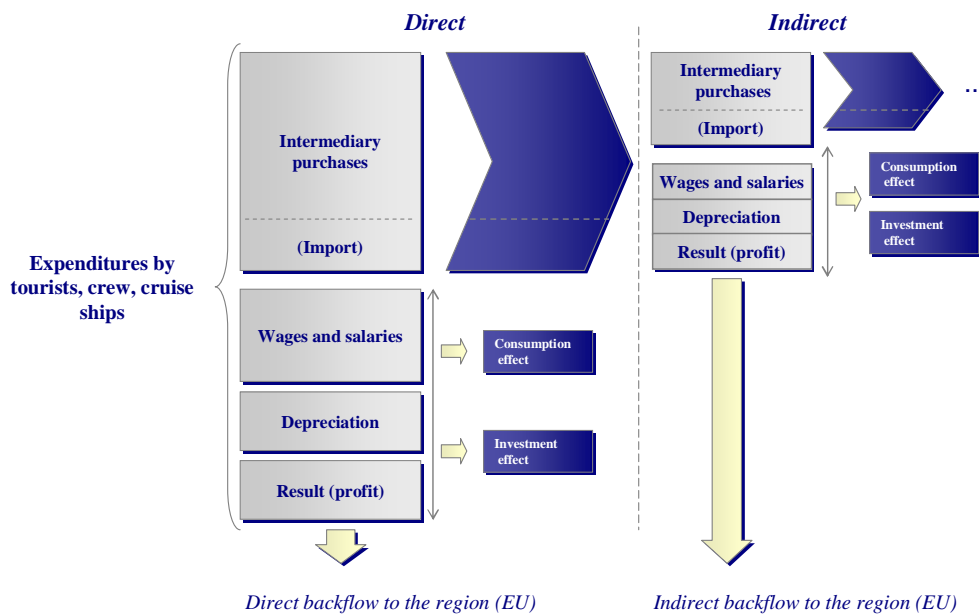 Direct
Indirect
Intermediary
purchases
(Import)
Expenditures by
tourists, crew, cruise
ships
Wages and salaries
Depreciation
Result (profit)
Consumption
effect
Investment
effect
Intermediary
purchases
(Import)
...
Wages and salaries
Depreciation
Result (profit)
Consumption
effect
Investment
effect
Direct backflow to the region (EU)
Indirect backflow to the region (EU)